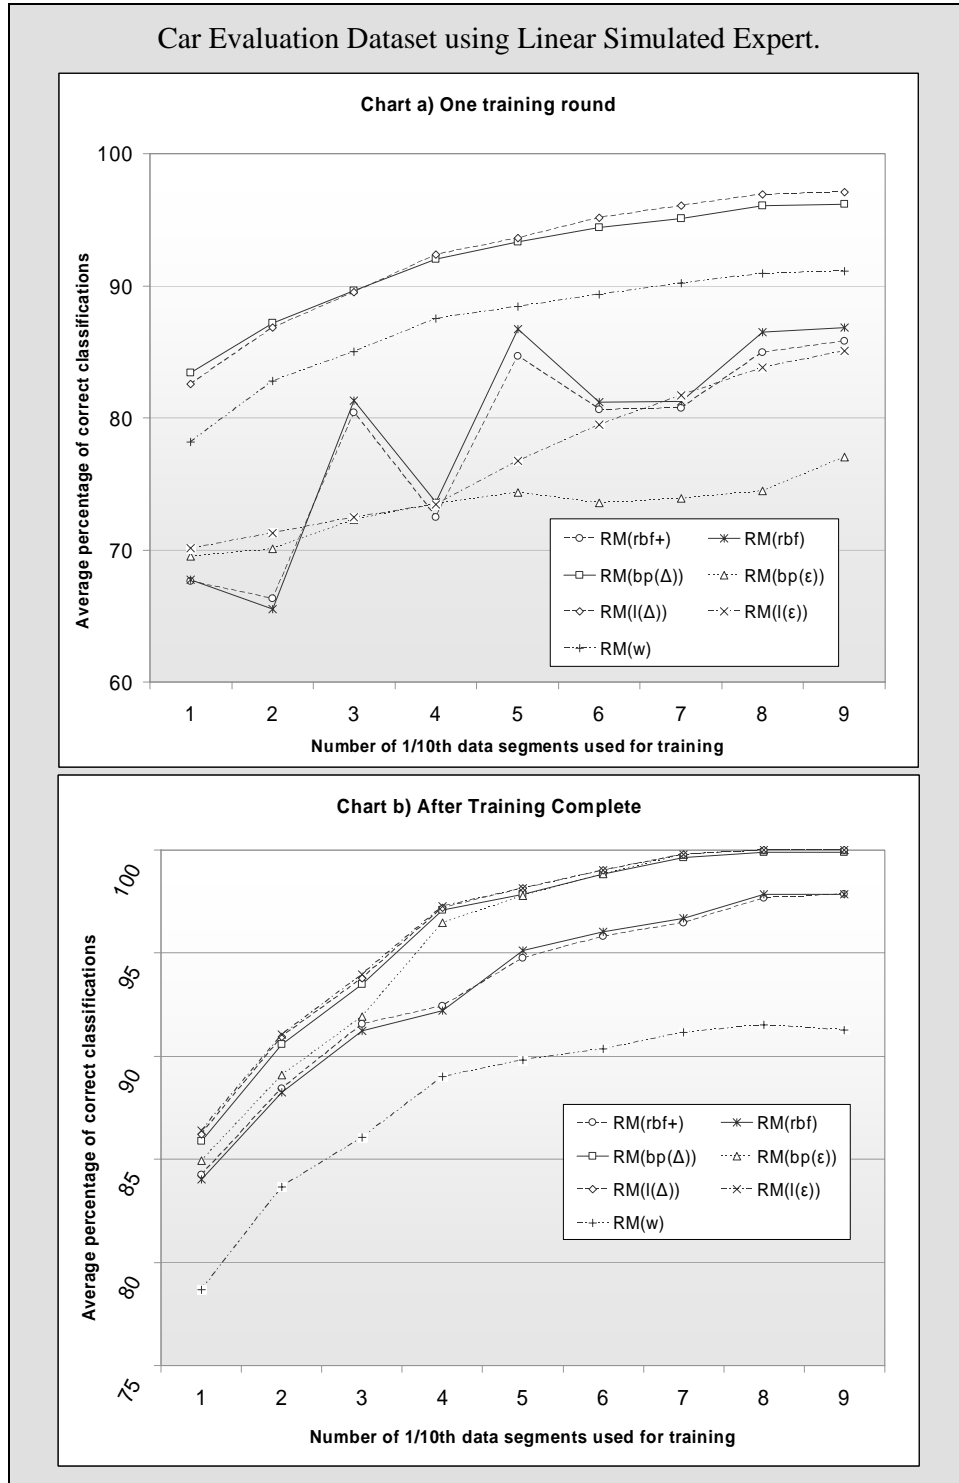 Car Evaluation Dataset using Linear Simulated Expert.
Chart a) One training round
Average percentage of correct classifications
100
90
80
70
60
RM(rbf+) RM(rbf)
RM(bp(Δ)) RM(bp(ε))
RM(l(Δ)) RM(l(ε))
RM(w)
1 2 3 4 5 6 7 8 9
Number of 1/10th data segments used for training
Chart b) After Training Complete
Average percentage of correct classifications
100
95
90
85
80
75
RM(rbf+) RM(rbf)
RM(bp(Δ)) RM(bp(ε))
RM(l(Δ)) RM(l(ε))
RM(w)
1 2 3 4 5 6 7 8 9
Number of 1/10th data segments used for training